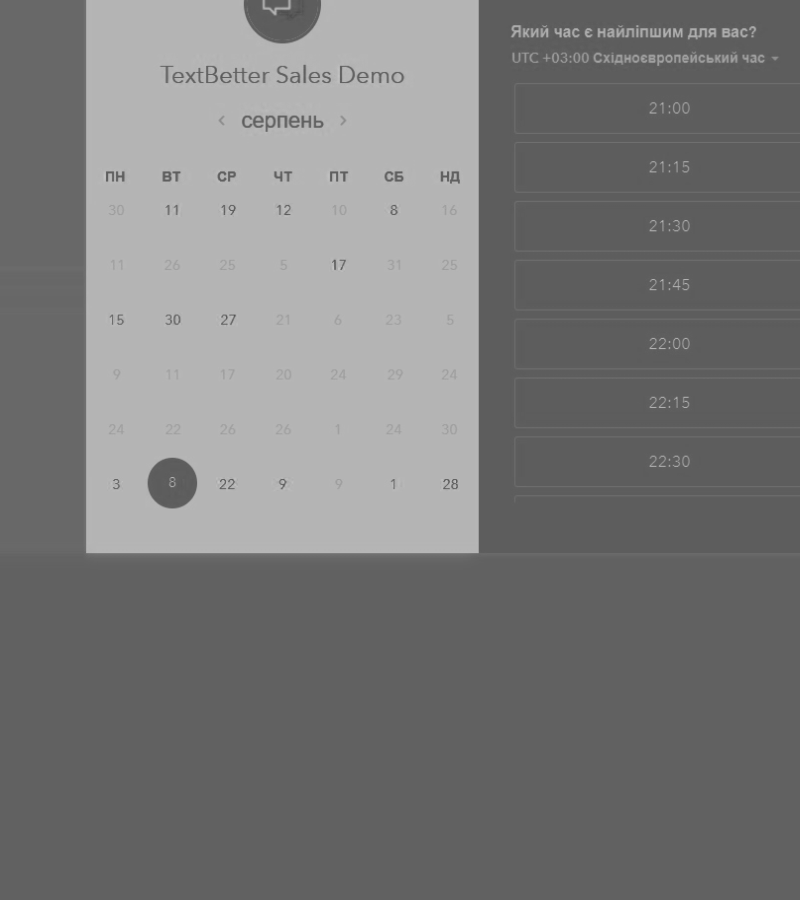 TextBetter Sales Demo
серпень
ПН ВТ СР ЧТ ПТ СБ НД
30 11 19 12 10 8 16
11 26 25 5 17 31 25
15 30 27 21 6 23 5
9 11 17 20 24 29 24
24 22 26 26 1 24 30
3 8 22 9 9 1 28
Який час є найліпшим для вас?
UTC +03:00 Східноєвропейський час
21:00
21:15
21:30
21:45
22:00
22:15
22:30